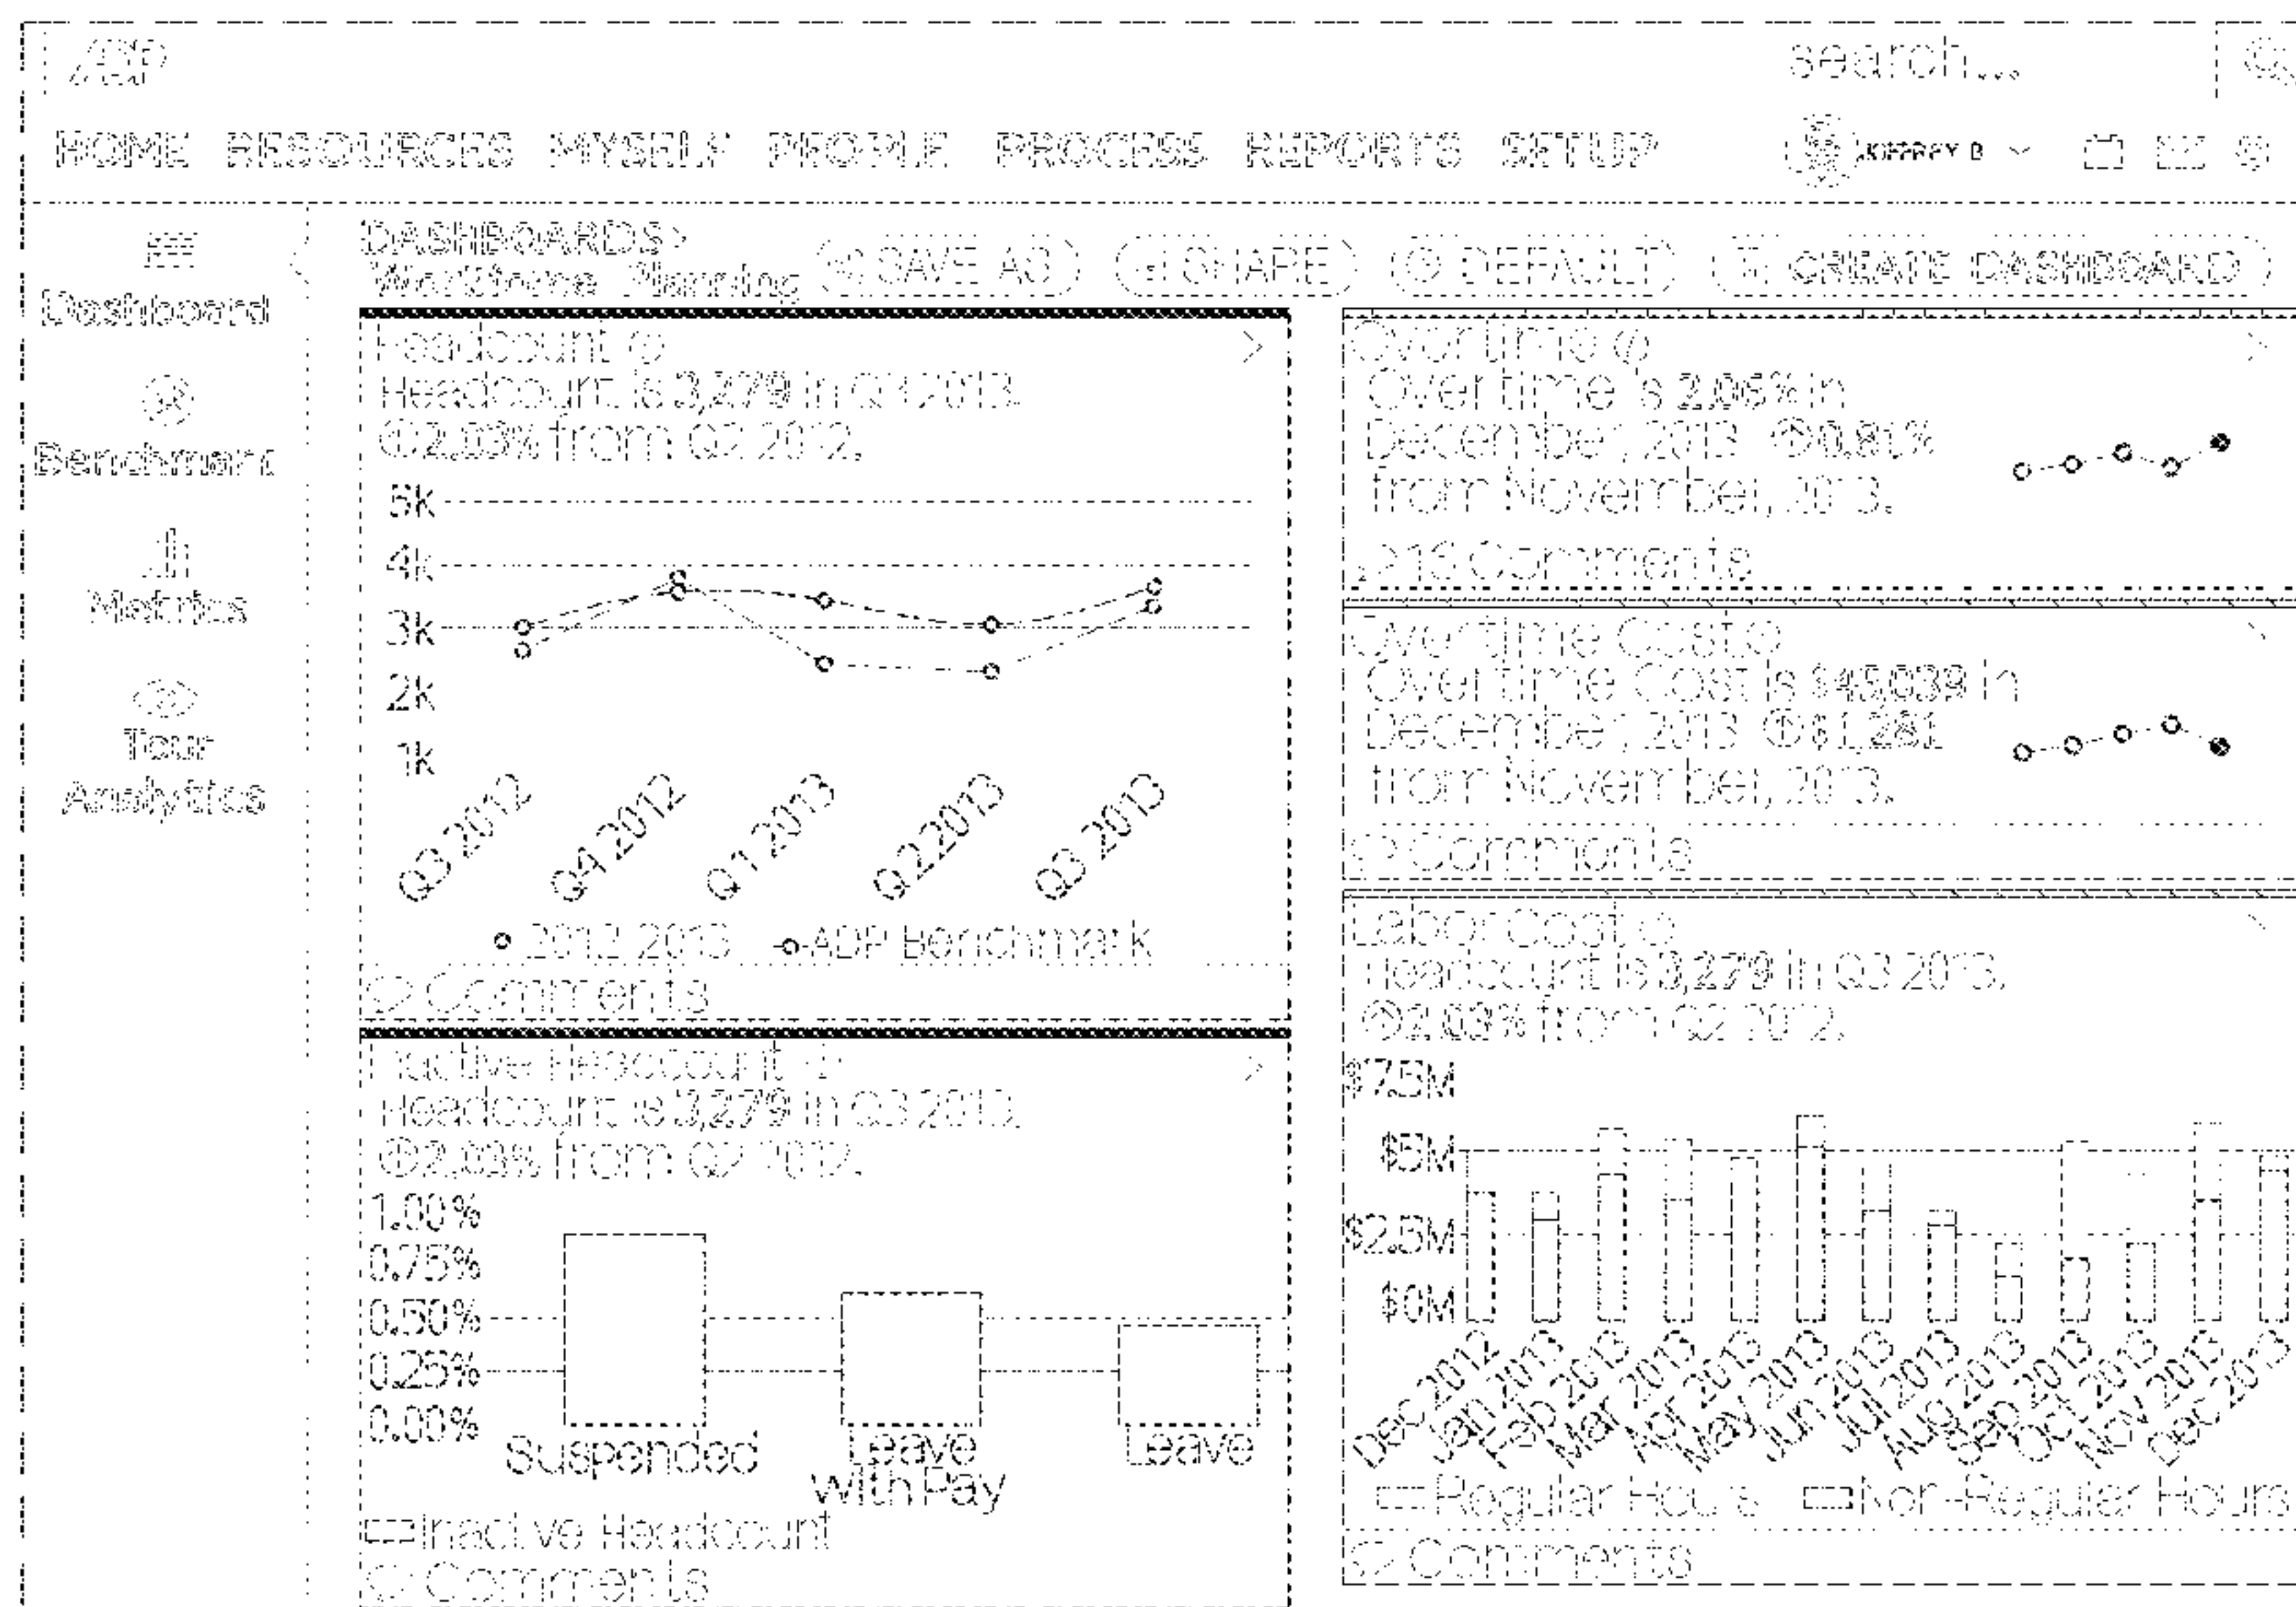 ADP
search...
HOME RESOURCES MYSELF PEOPLE PROCESS REPORTS SETUP
JEFFREY B
DASHBOARDS>
Workforce Planning
SAVE AS
SHARE
DEFAULT
CREATE DASHBOARD
Dashboard
Benchmark
Metrics
Tour
Analytics
Headcount
Headcount is 3,279 in Q3 2013.
2.03% from Q2 2012.
5k
4k
3k
2k
1k
Q3 2012
Q4 2012
Q1 2013
Q2 2013
Q3 2013
2012-2013
ADP Benchmark
Comments
Inactive Headcount
Headcount is 3,279 in Q3 2013.
2.03% from Q2 2012.
1.00%
0.75%
0.50%
0.25%
0.00%
Suspended
Leave
With Pay
Leave
Inactive Headcount
Comments
Overtime
Overtime is 2.06% in
December, 2013 0.81%
from November, 2013.
16 Comments
Overtime Cost
Overtime Cost is $45,039 in
December, 2013 $1,281
from November, 2013.
Comments
Labor Cost
Headcount is 3,279 in Q3 2013.
2.03% from Q2 2012.
$7.5M
$5M
$2.5M
$0M
Dec 2012
Jan 2013
Feb 2013
Mar 2013
Apr 2013
May 2013
Jun 2013
Jul 2013
Aug 2013
Sep 2013
Oct 2013
Nov 2013
Dec 2013
Regular Hours
Non-Regular Hours
Comments